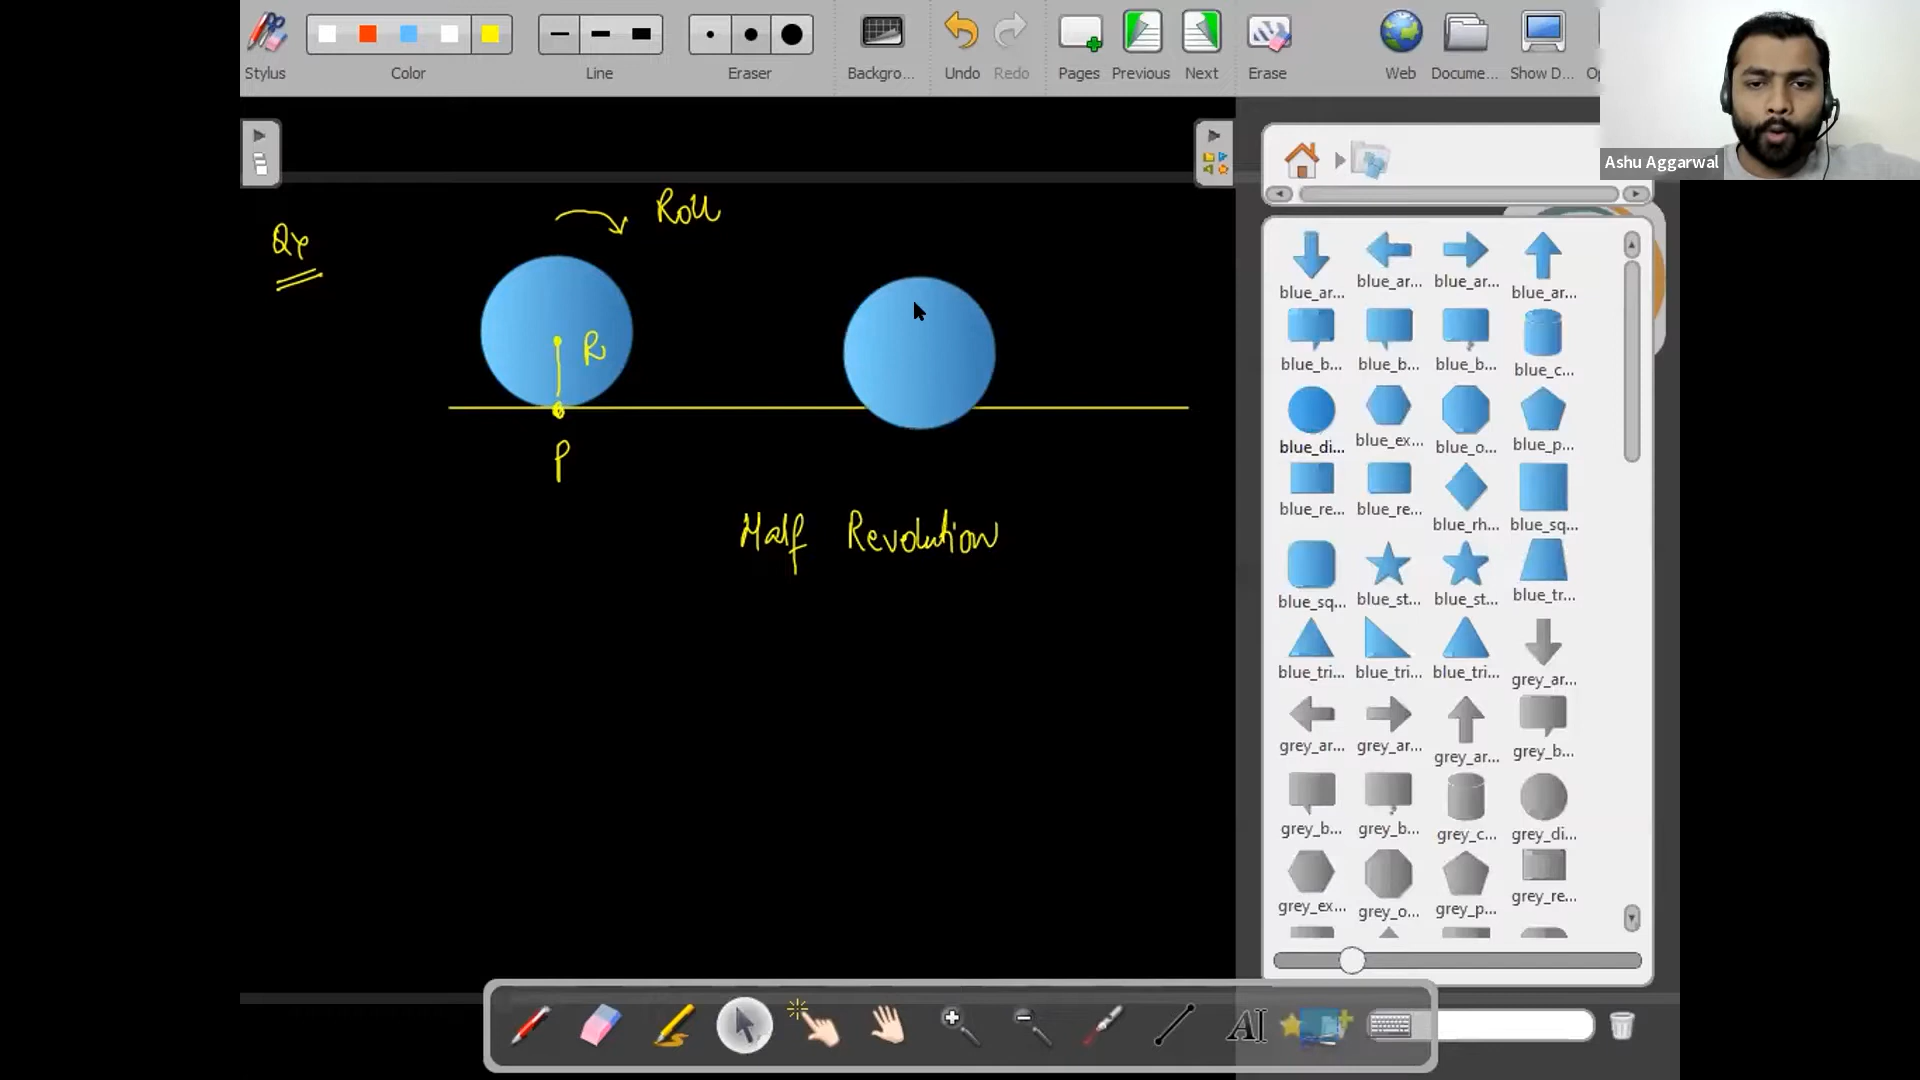 Stylus
Color
Line
Eraser
Backgro...
Undo
Redo
Pages
Previous
Next
Erase
Web
Docume...
Show D...
Ashu Aggarwal
Roll
R
P
Half Revolution
blue_ar... blue_ar... blue_ar... blue_ar...
blue_b... blue_b... blue_b... blue_c...
blue_di... blue_ex... blue_o... blue_p...
blue_re... blue_re... blue_rh... blue_sq...
blue_sq... blue_st... blue_st... blue_tr...
blue_tri... blue_tri... blue_tri... grey_ar...
grey_ar... grey_ar... grey_ar... grey_b...
grey_b... grey_b... grey_c... grey_di...
grey_ex... grey_o... grey_p... grey_re...
AI